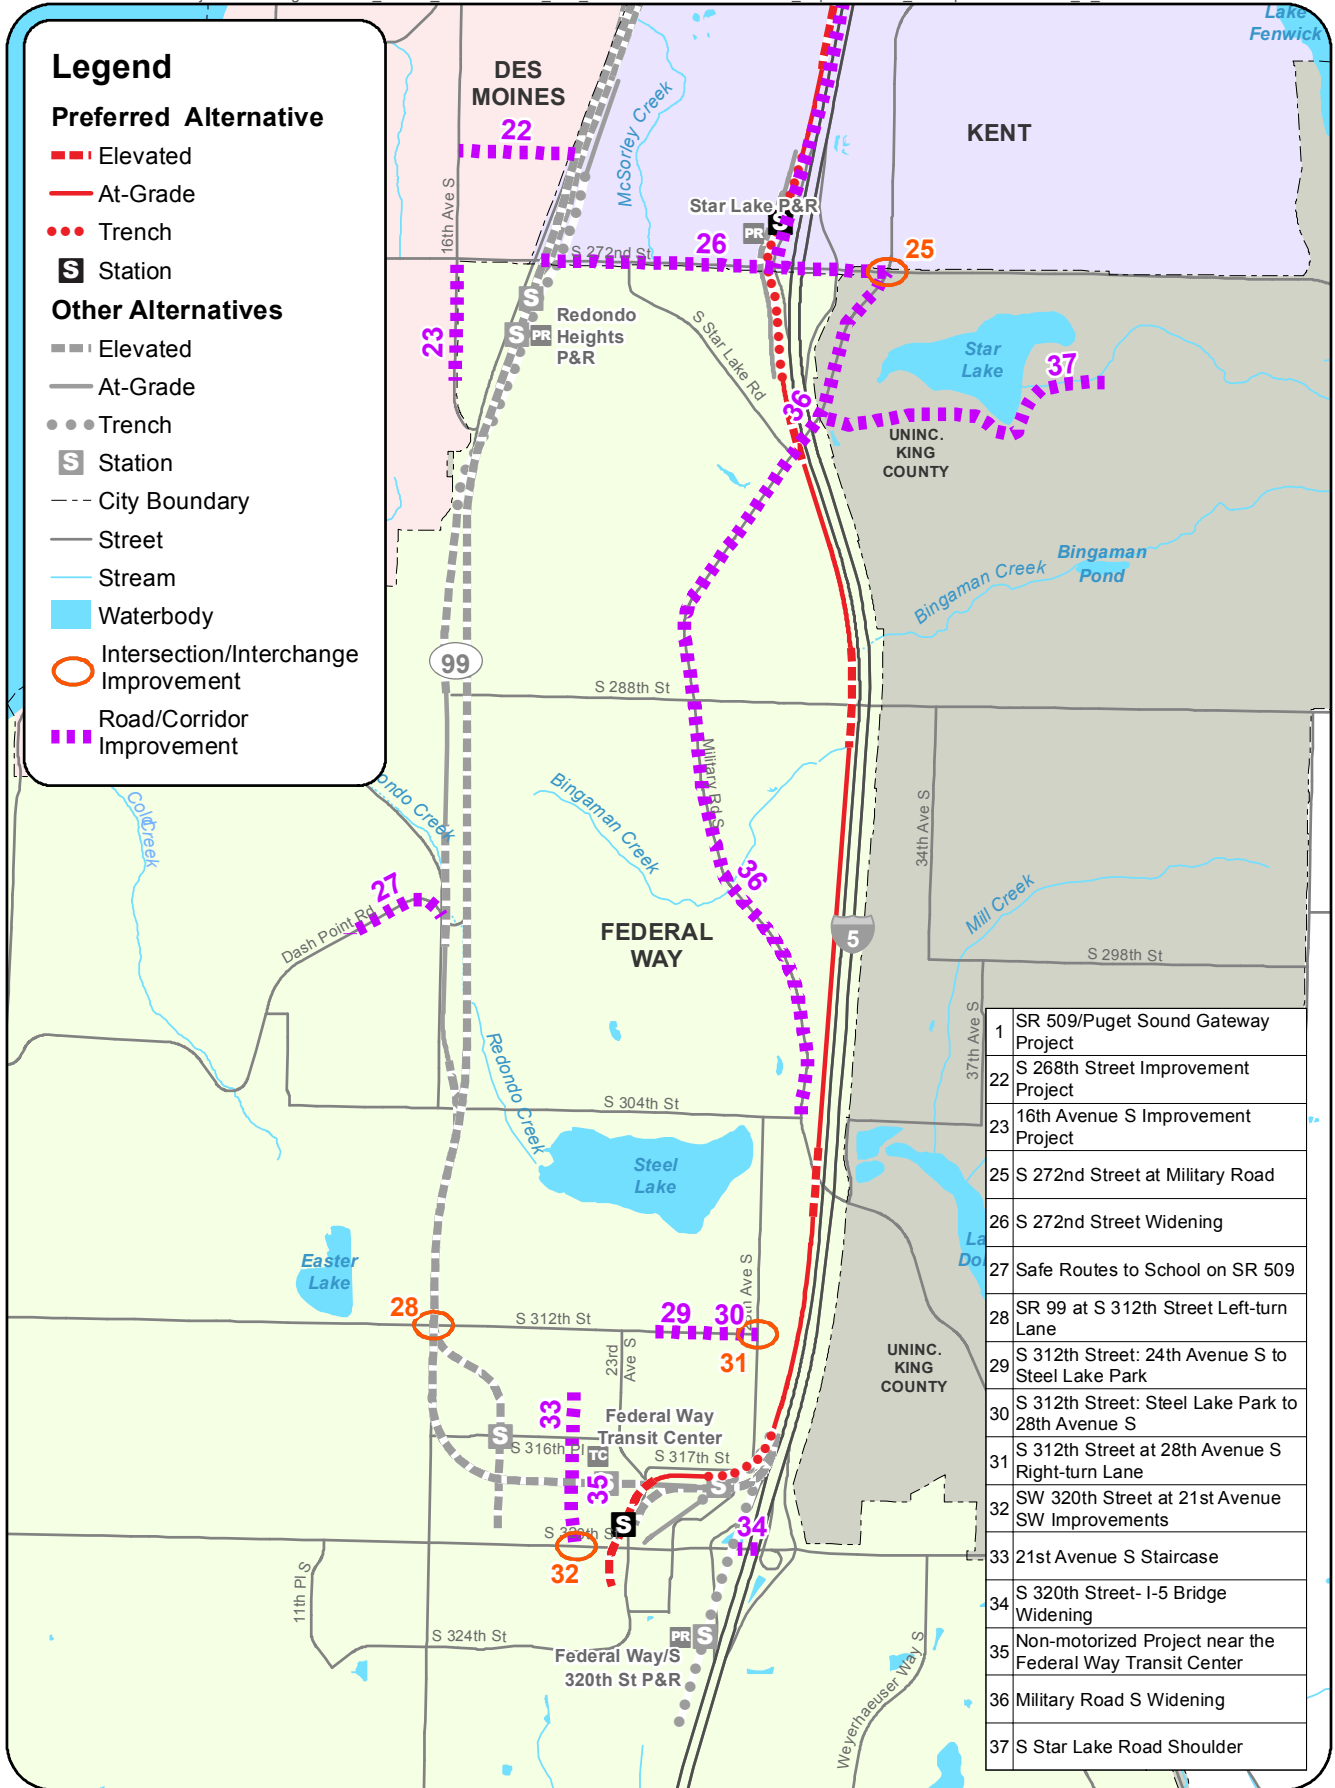 Legend
Preferred Alternative
Elevated
At-Grade
Trench
S Station
Other Alternatives
Elevated
At-Grade
Trench
S Station
City Boundary
Street
Stream
Waterbody
Intersection/Interchange
Improvement
Road/Corridor
Improvement
Lake
Fenwick
DES
MOINES
KENT
22
McSorley Creek
16th Ave S
Star Lake P&R
S
PR
26
S 272nd St
25
S
Redondo
Heights
P&R
S
PR
23
S Star Lake Rd
Star
Lake
37
36
UNINC.
KING
COUNTY
Bingaman Creek
Bingaman
Pond
99
S 288th St
Military Rd S
Bingaman Creek
ondo Creek
Cold Creek
34th Ave S
36
27
Dash Point Rd
Mill Creek
FEDERAL
WAY
5
S 298th St
37th Ave S
Redondo Creek
S 304th St
Steel
Lake
Easter
Lake
28
S 312th St
29
30
31
23rd
Ave S
UNINC.
KING
COUNTY
33
Federal Way
Transit Center
S
S 316th Pl
TC
S 317th St
35
S
S
S
34
32
11th Pl S
S 324th St
PR
S
Federal Way/S
320th St P&R
Weyerhaeuser Way S
1 SR 509/Puget Sound Gateway
Project
22 S 268th Street Improvement
Project
23 16th Avenue S Improvement
Project
25 S 272nd Street at Military Road
26 S 272nd Street Widening
27 Safe Routes to School on SR 509
28 SR 99 at S 312th Street Left-turn
Lane
29 S 312th Street: 24th Avenue S to
Steel Lake Park
30 S 312th Street: Steel Lake Park to
28th Avenue S
31 S 312th Street at 28th Avenue S
Right-turn Lane
32 SW 320th Street at 21st Avenue
SW Improvements
33 21st Avenue S Staircase
34 S 320th Street- I-5 Bridge
Widening
35 Non-motorized Project near the
Federal Way Transit Center
36 Military Road S Widening
37 S Star Lake Road Shoulder